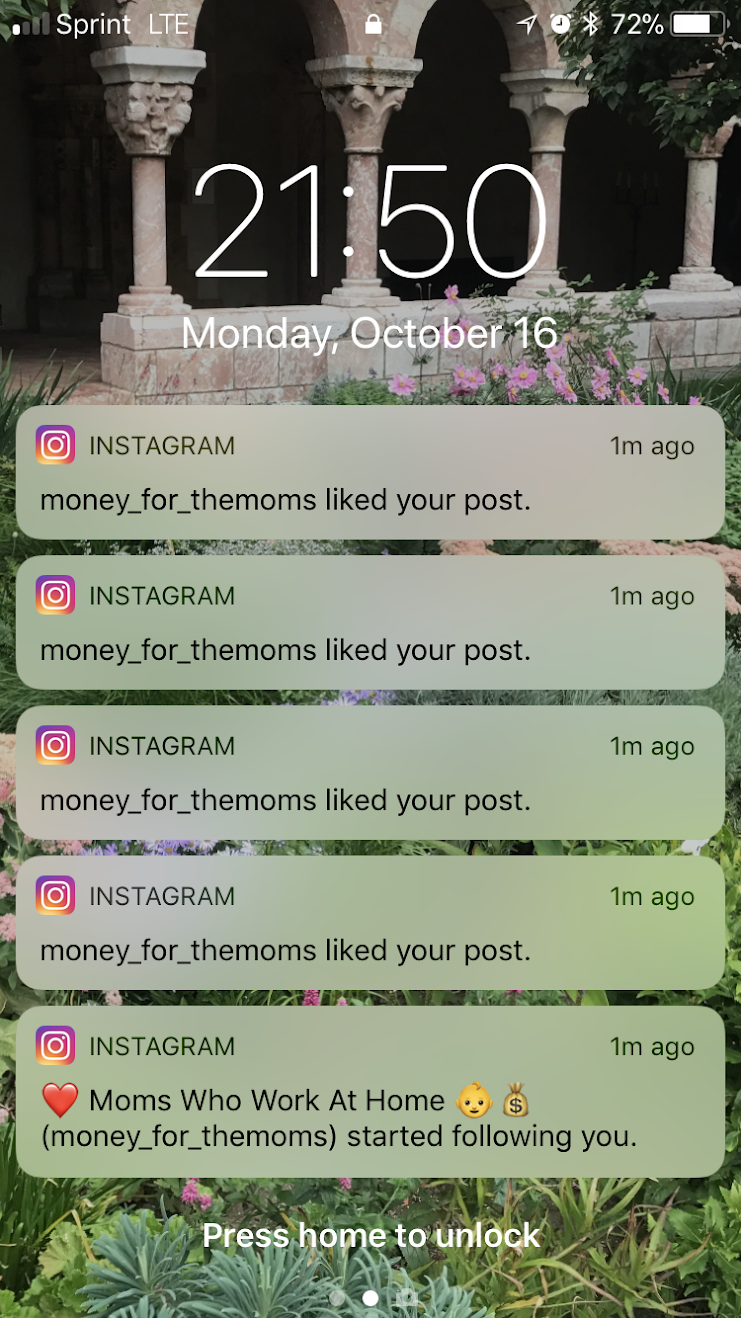 Sprint LTE 72%
21:50
Monday, October 16
INSTAGRAM 1m ago
money_for_themoms liked your post.
INSTAGRAM 1m ago
money_for_themoms liked your post.
INSTAGRAM 1m ago
money_for_themoms liked your post.
INSTAGRAM 1m ago
money_for_themoms liked your post.
INSTAGRAM 1m ago
❤️ Moms Who Work At Home 👶💰
(money_for_themoms) started following you.
Press home to unlock